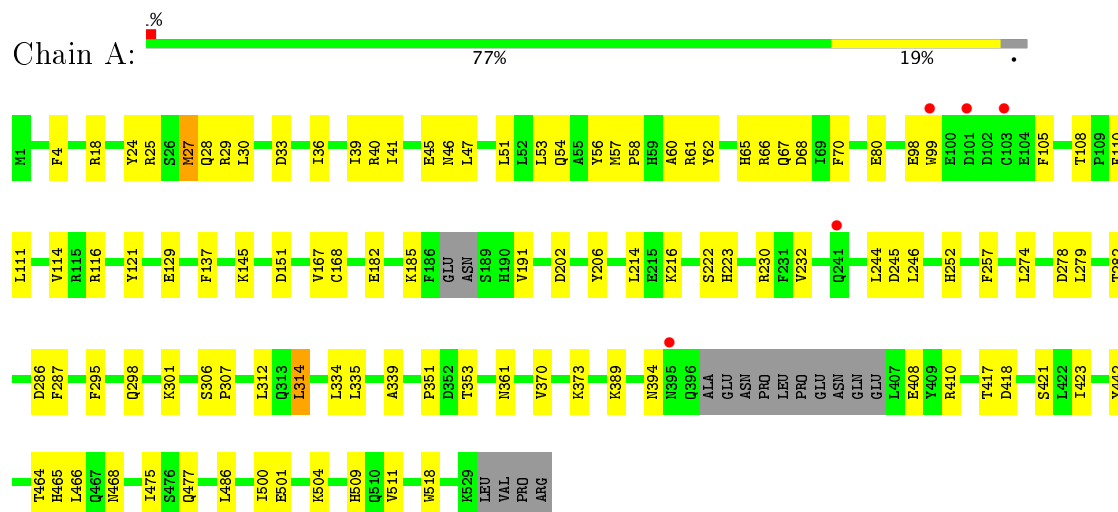 .%
Chain A:
77% 19% •
M1 F4 R18 Y24 R25 S26 M27 Q28 R29 L30 D33 I36 I39 R40 I41 E45 N46 L47 L51 L52 L53 Q54 A55 Y56 M57 P58 H59 A60 R61 Y62 H65 R66 Q67 D68 I69 F70 E80 E98 W99 E100 D101 D102 C103 E104 F105 T108 P109
L111 V114 R115 R116 Y121 E129 F137 K145 D151 V167 C168 E182 K185 F186 GLU ASN S189 H190 V191 D202 Y206 L214 E215 K216 S222 H223 R230 F231 V232 Q241 L244 D245 L246 H252 F257 L274 D278 L279 T282
D286 F287 F295 Q298 K301 S306 P307 L312 Q313 L314 L334 L335 A339 P351 D352 T353 N361 V370 K373 K389 N394 N395 Q396 ALA GLU ASN PRO LEU PRO GLU ASN GLN GLU L407 E408 Y409 R410 T417 D418 S421 L422 I423 Y442
T464 H465 L466 Q467 N468 I475 S476 Q477 L486 I500 E501 K504 H509 Q510 V511 W518 K529 LEU VAL PRO ARG